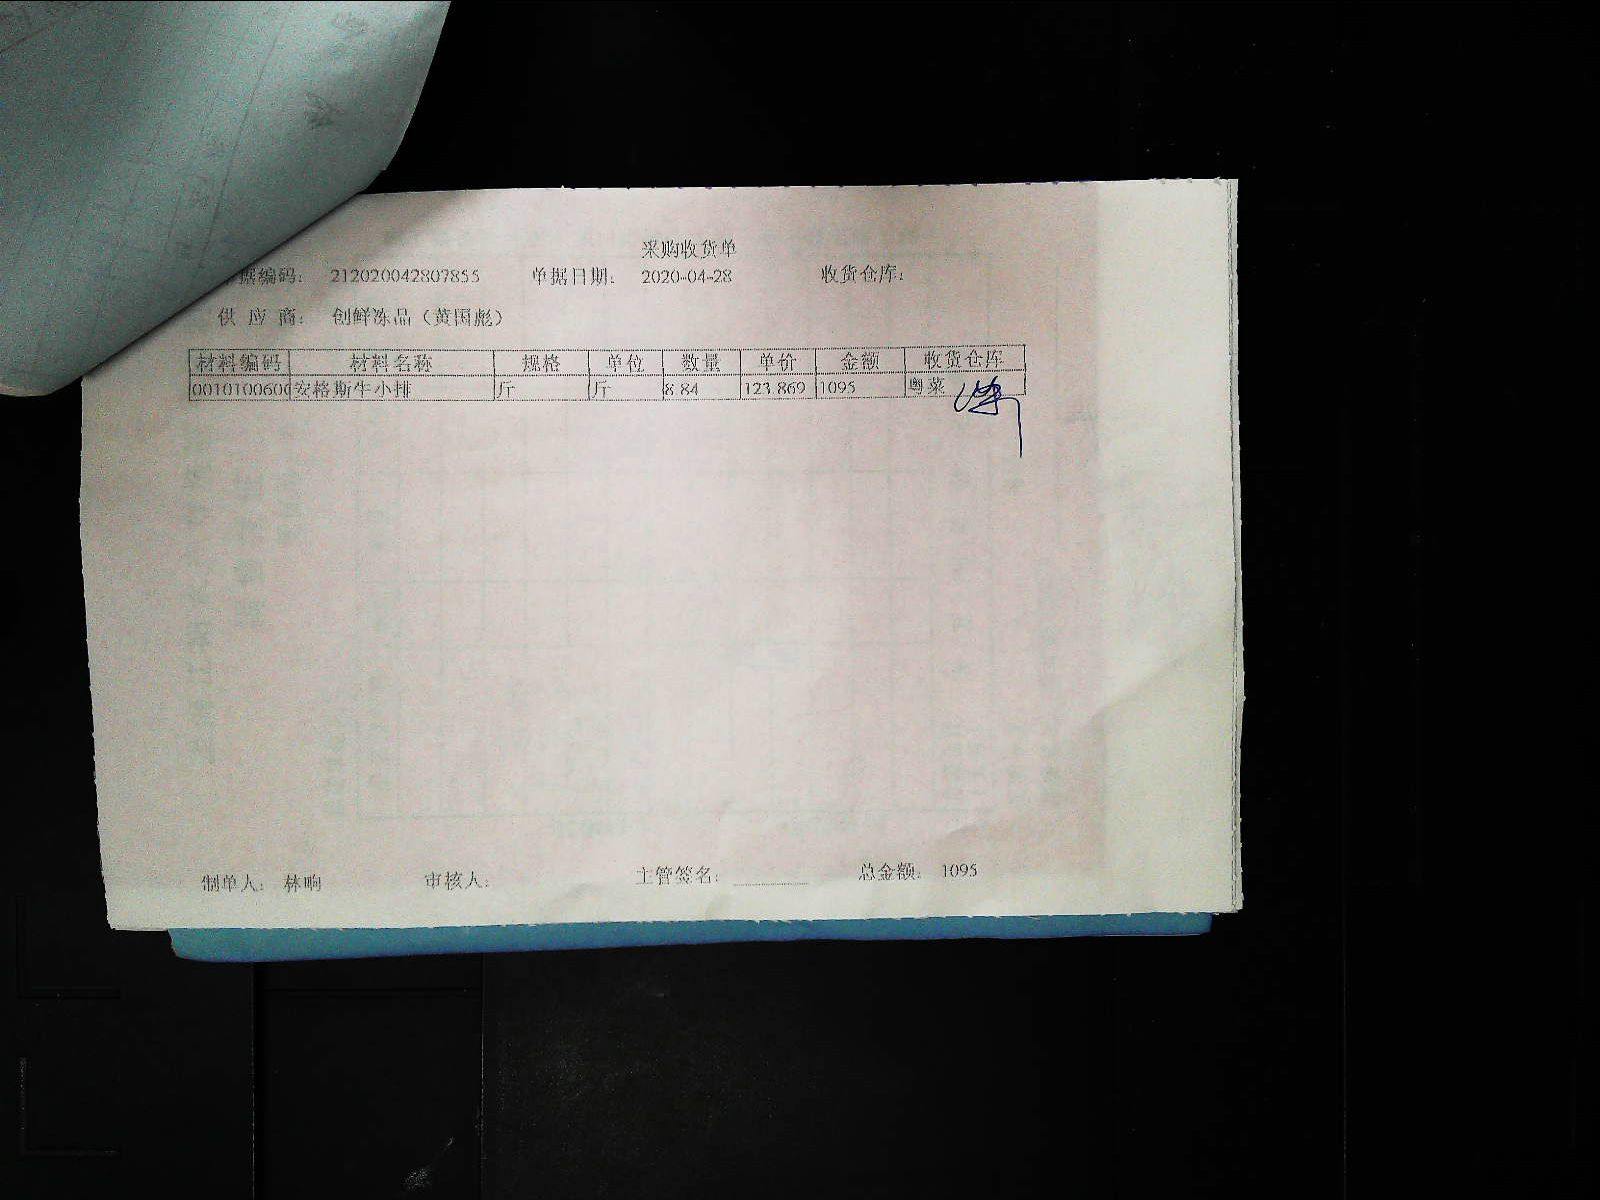 采购收货单
单据编码： 212020042807855 单据日期： 2020-04-28 收货仓库：
供 应 商： 创鲜冻品（黄国彪）
材料编码 材料名称 规格 单位 数量 单价 金额 收货仓库
0010100600 安格斯牛小排 斤 斤 8.84 123.869 1095 粤菜
制单人： 林响 审核人： 主管签名： 总金额： 1095